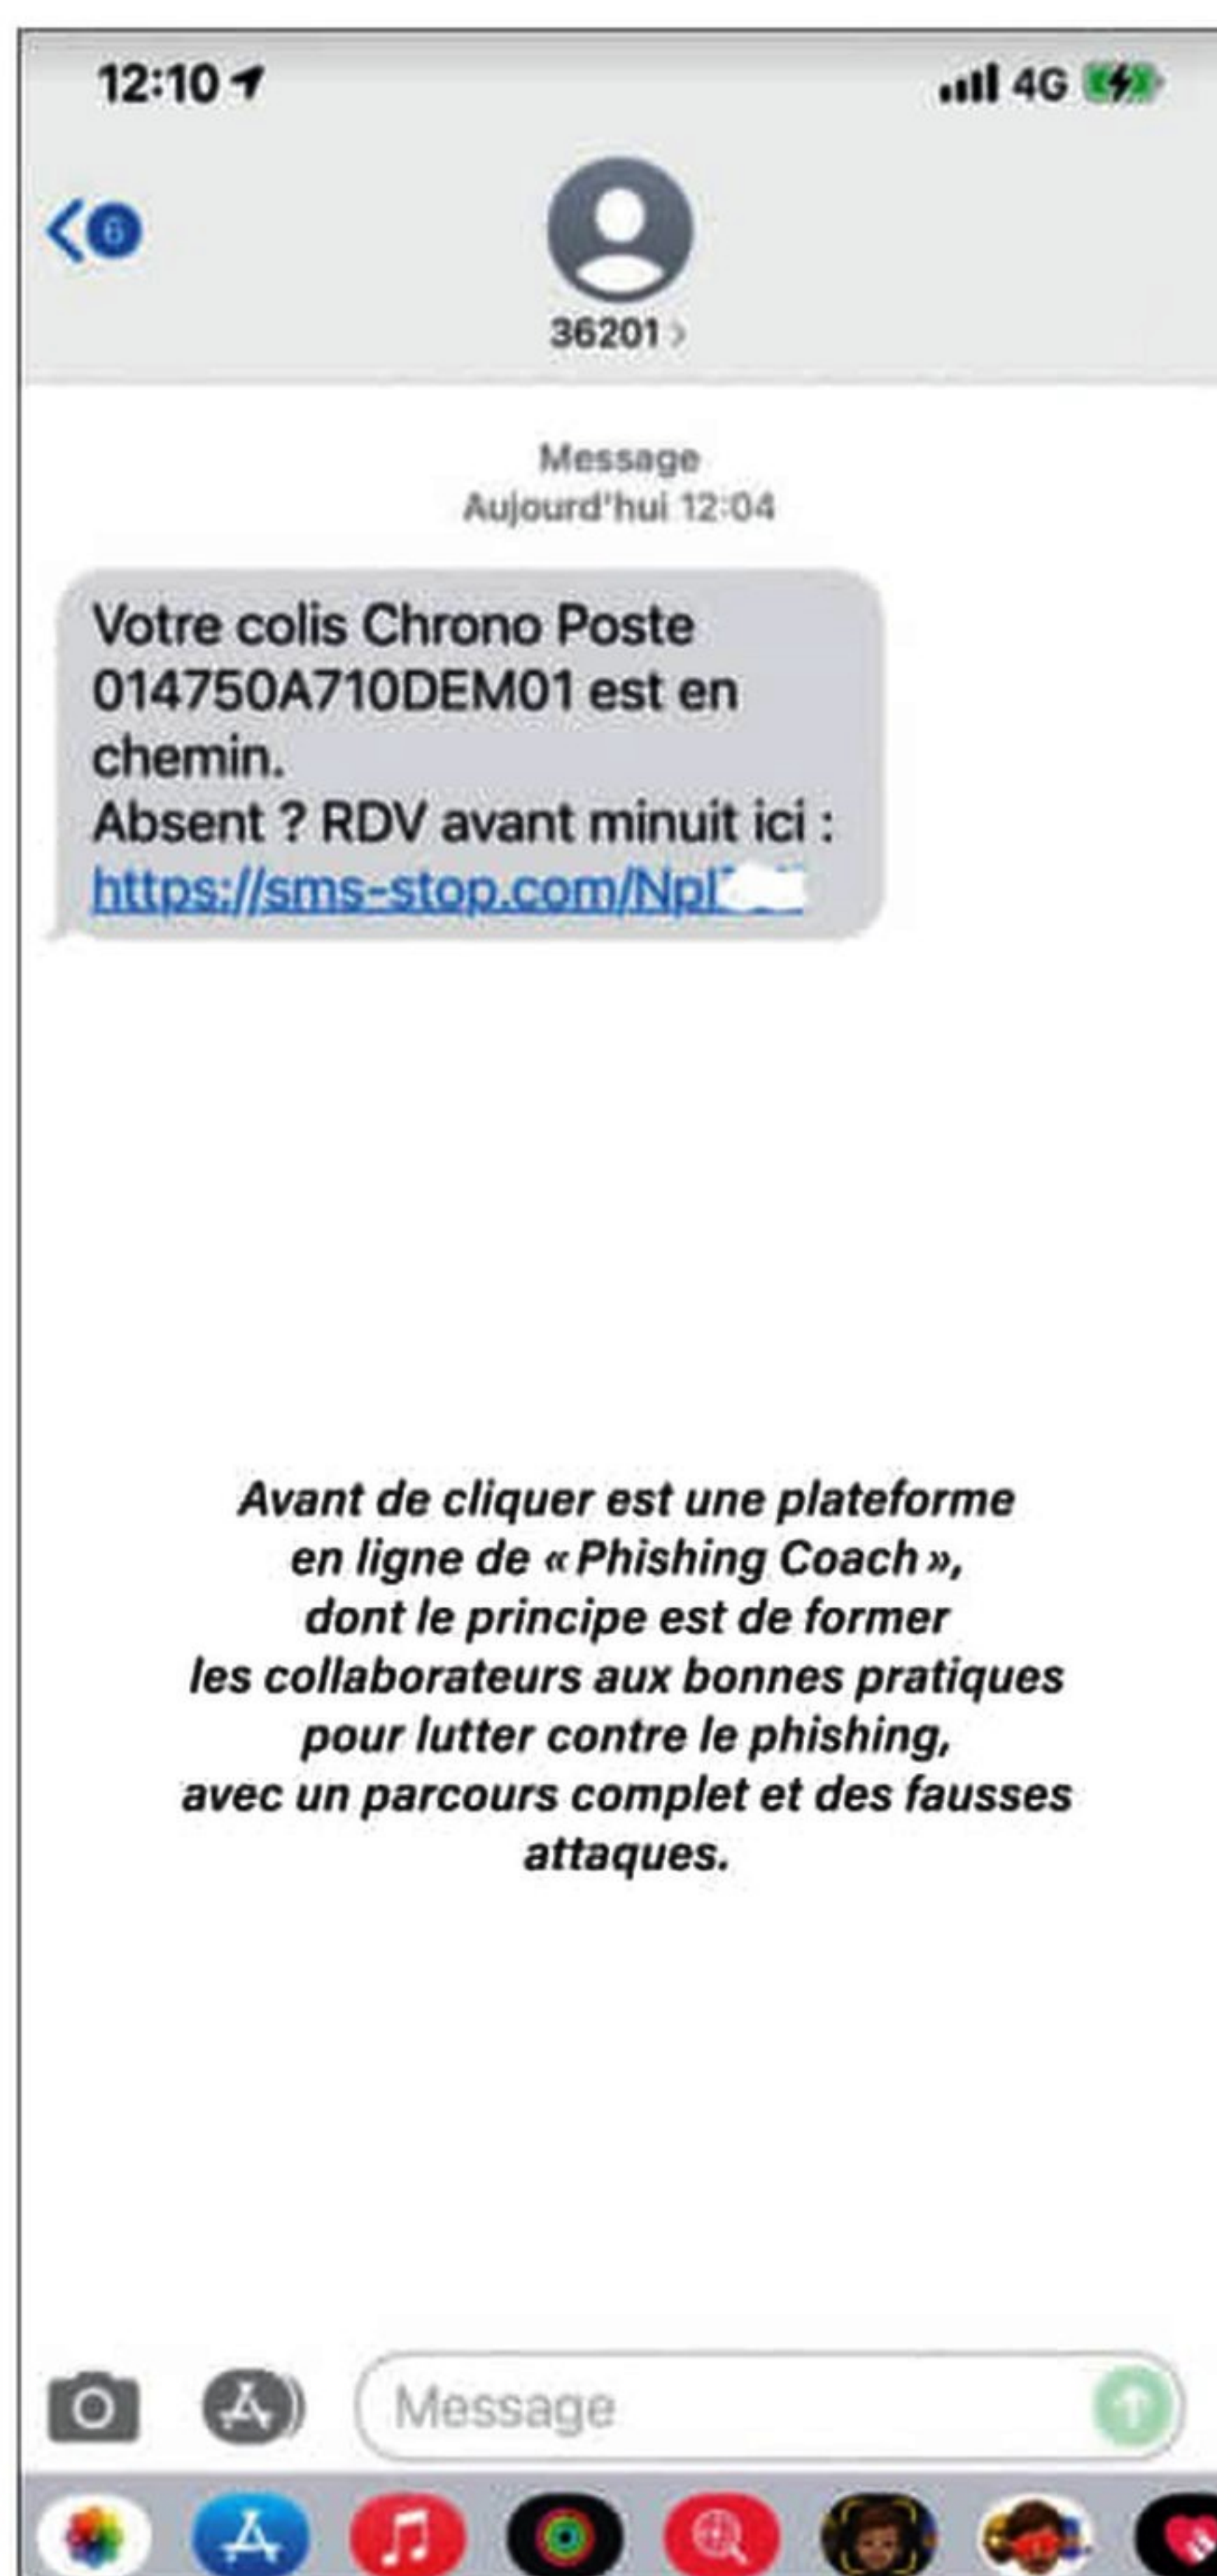 12:10
4G
6
36201
Message
Aujourd'hui 12:04
Votre colis Chrono Poste
014750A710DEM01 est en
chemin.
Absent ? RDV avant minuit ici :
https://sms-stop.com/Npl
Avant de cliquer est une plateforme
en ligne de « Phishing Coach »,
dont le principe est de former
les collaborateurs aux bonnes pratiques
pour lutter contre le phishing,
avec un parcours complet et des fausses
attaques.
Message